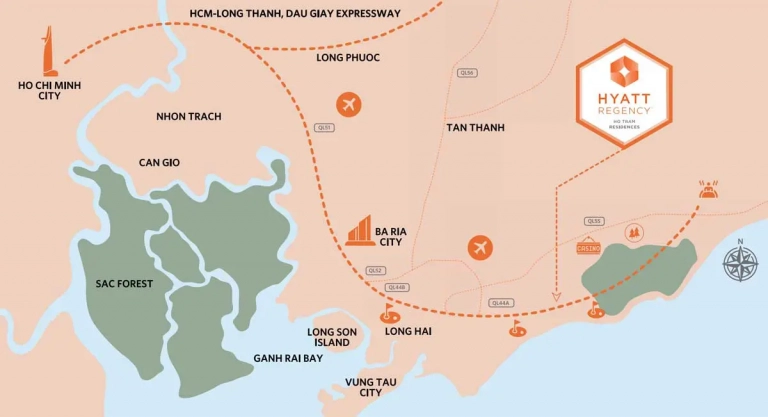 HCM-LONG THANH, DAU GIAY EXPRESSWAY
HO CHI MINH
CITY
LONG PHUOC
QL56
HYATT
REGENCY
HO TRAM
RESIDENCES
NHON TRACH
QL51
TAN THANH
CAN GIO
BA RIA
CITY
QL55
N
CASINO
SAC FOREST
QL52
QL44B
QL44A
LONG SON
ISLAND
LONG HAI
GANH RAI BAY
VUNG TAU
CITY